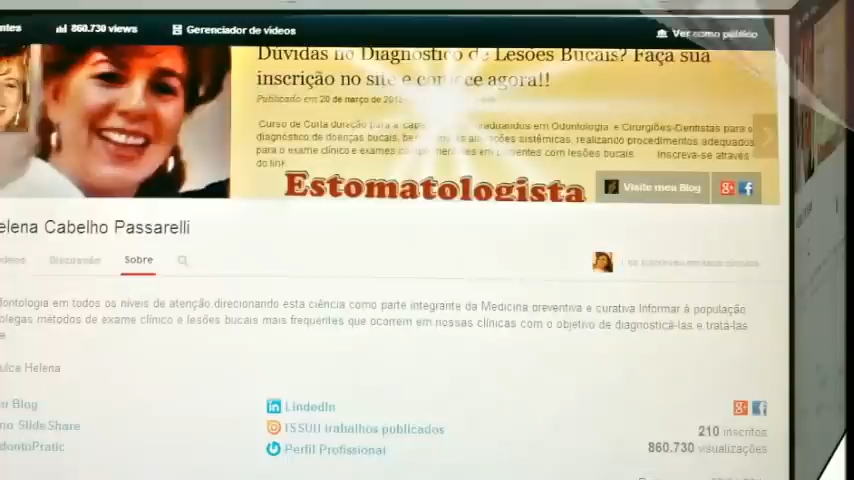 ntes 860.730 views Gerenciador de vídeos Ver como público
Dúvidas no Diagnóstico de Lesões Bucais? Faça sua
inscrição no site e comece agora!!
Publicado em 20 de março de
Curso de Curta duração para a em Odontologia e Cirurgiões-Dentistas para o
diagnóstico de doenças bucais, sistêmicas, realizando procedimentos adequados
para o exame clínico e exames em pacientes com lesões bucais. Inscreva-se através
do link
Estomatologista
Visite meu Blog
elena Cabelho Passarelli
Discussão Sobre
dontologia em todos os níveis de atenção,direcionando esta ciência como parte integrante da Medicina preventiva e curativa Informar à população
olegas métodos de exame clínico e lesões bucais mais frequentes que ocorrem em nossas clínicas com o objetivo de diagnosticá-las e tratá-las
ulce Helena
u Blog
no SlideShare
dontoPratic
LindedIn
ISSUU trabalhos publicados
Perfil Profissional
210 inscritos
860.730 visualizações